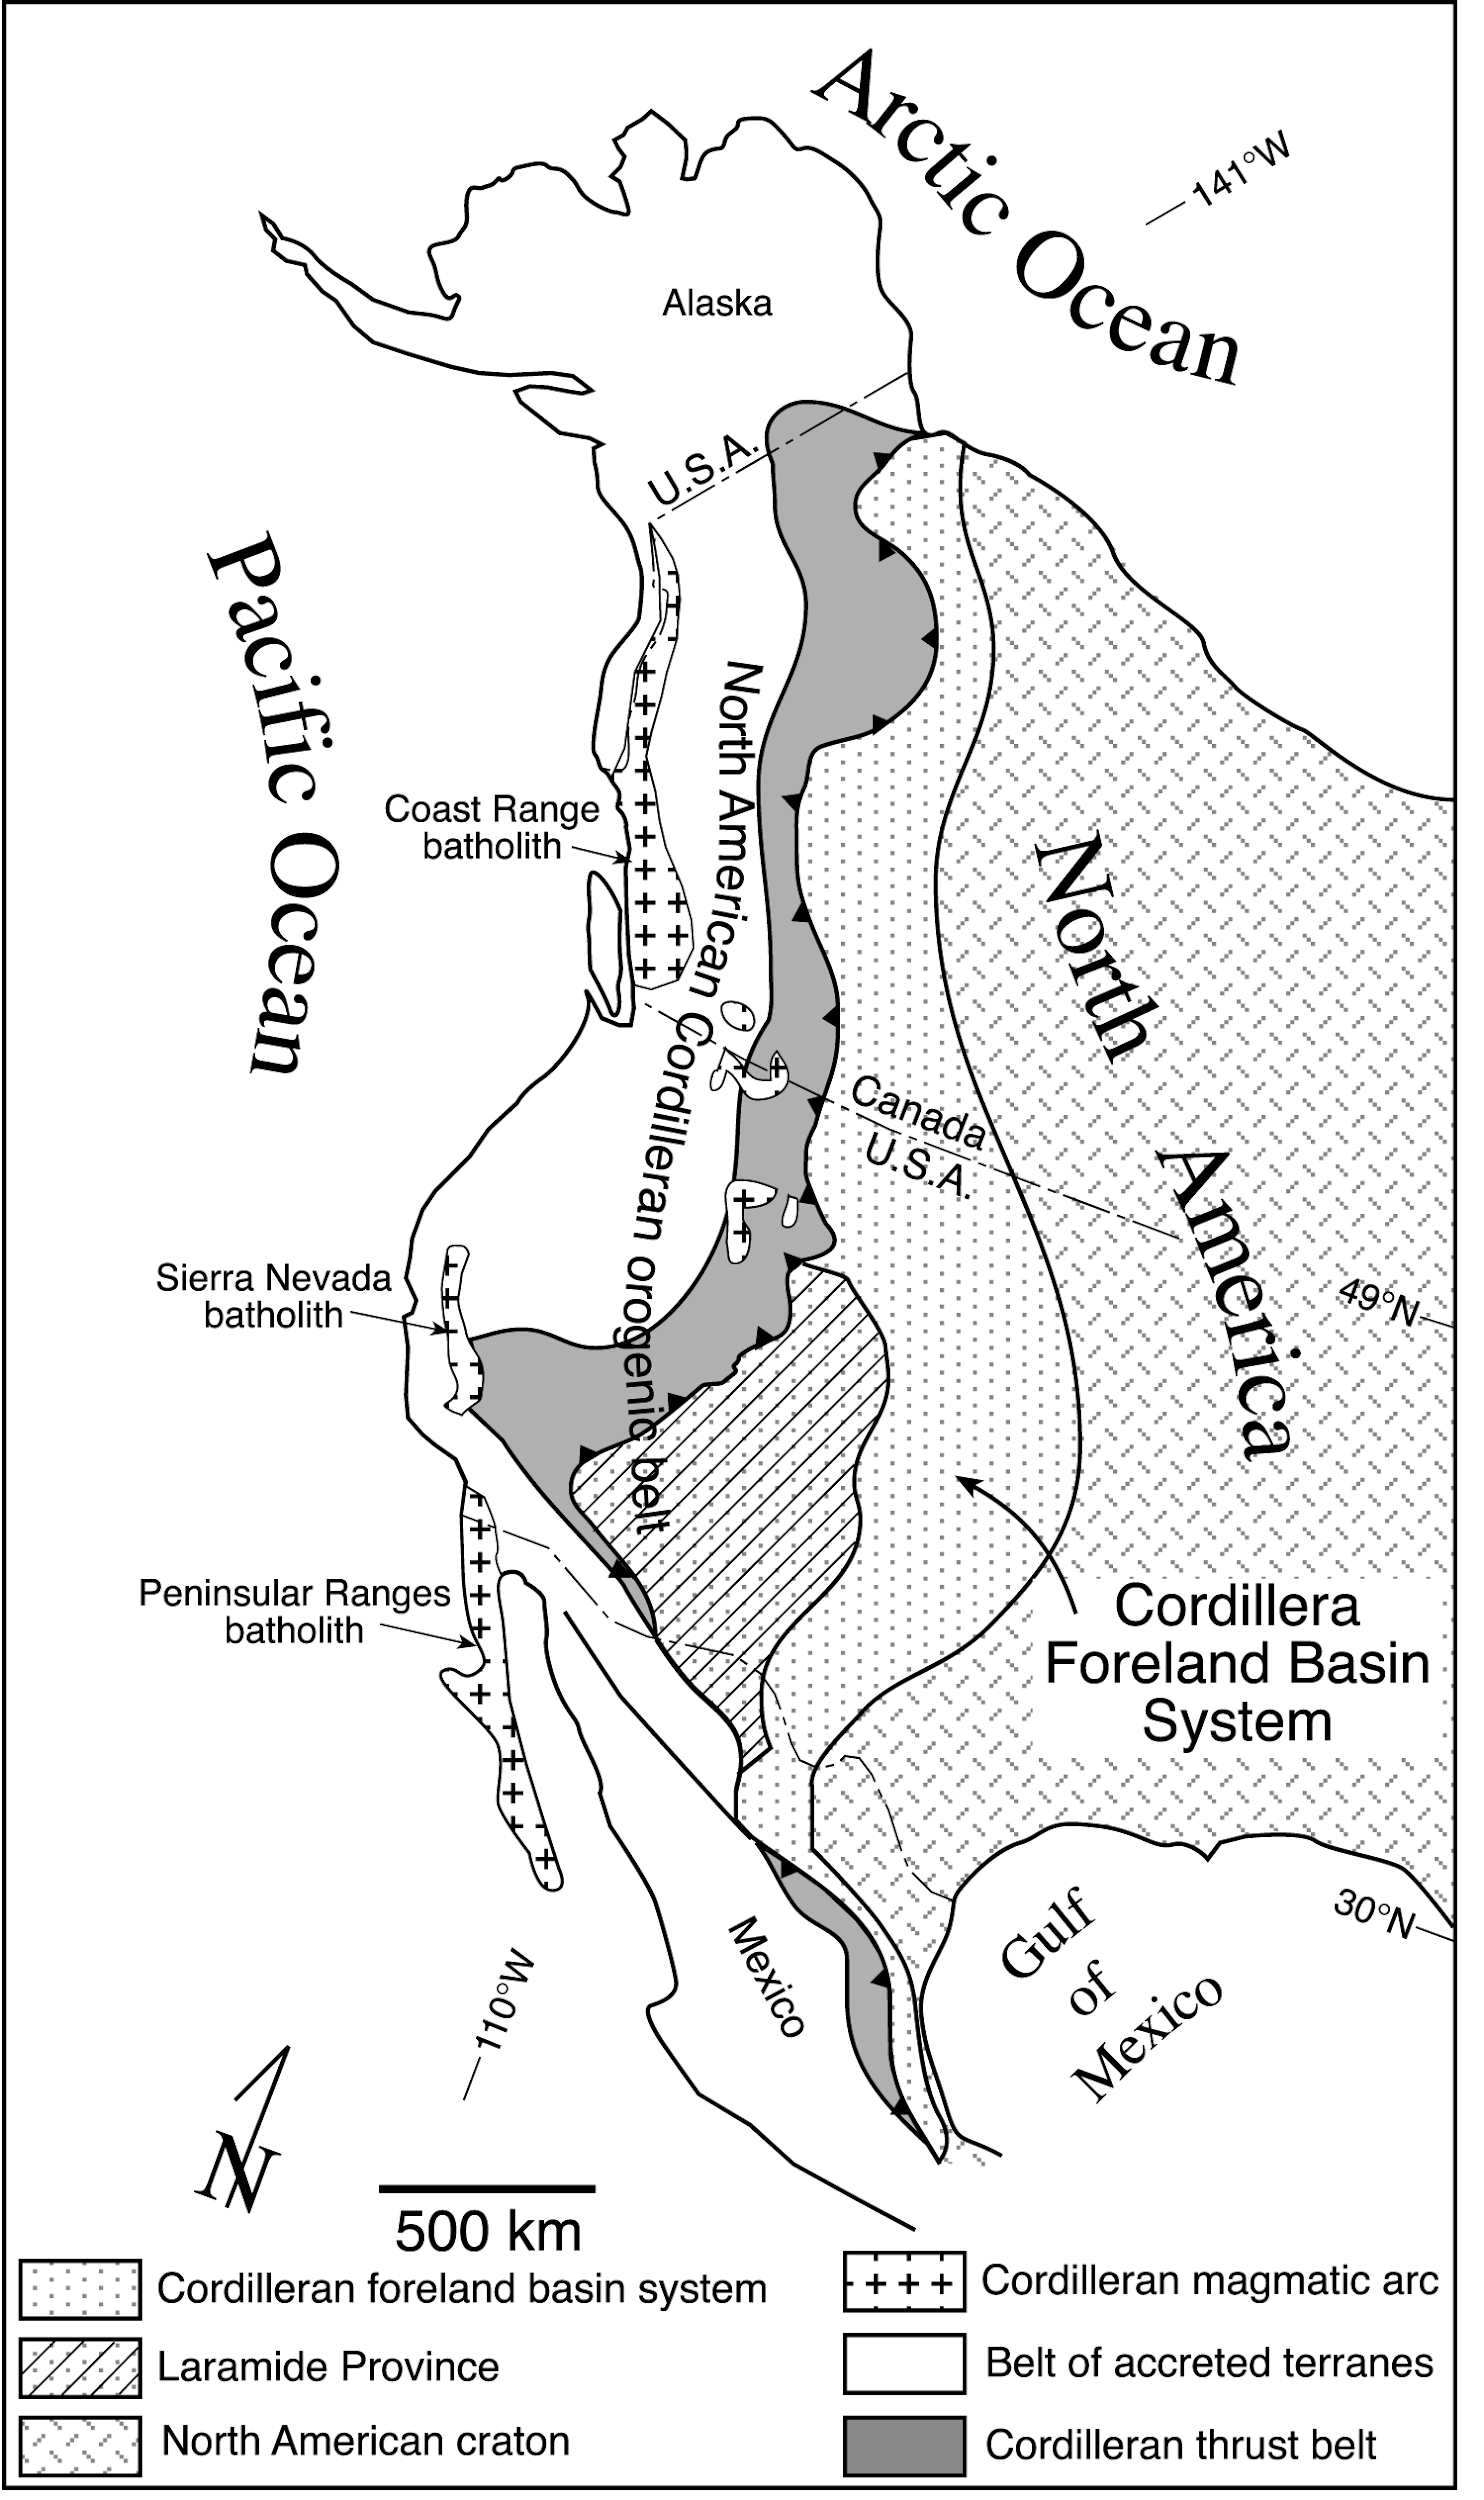 Arctic Ocean
141°W
Alaska
U.S.A.
Pacific Ocean
North American Cordilleran orogenic belt
Coast Range
batholith
North America
Canada
U.S.A.
Sierra Nevada
batholith
49°N
Peninsular Ranges
batholith
Cordillera
Foreland Basin
System
30°N
Gulf
of
Mexico
Mexico
110°W
N
500 km
Cordilleran foreland basin system
Laramide Province
North American craton
Cordilleran magmatic arc
Belt of accreted terranes
Cordilleran thrust belt